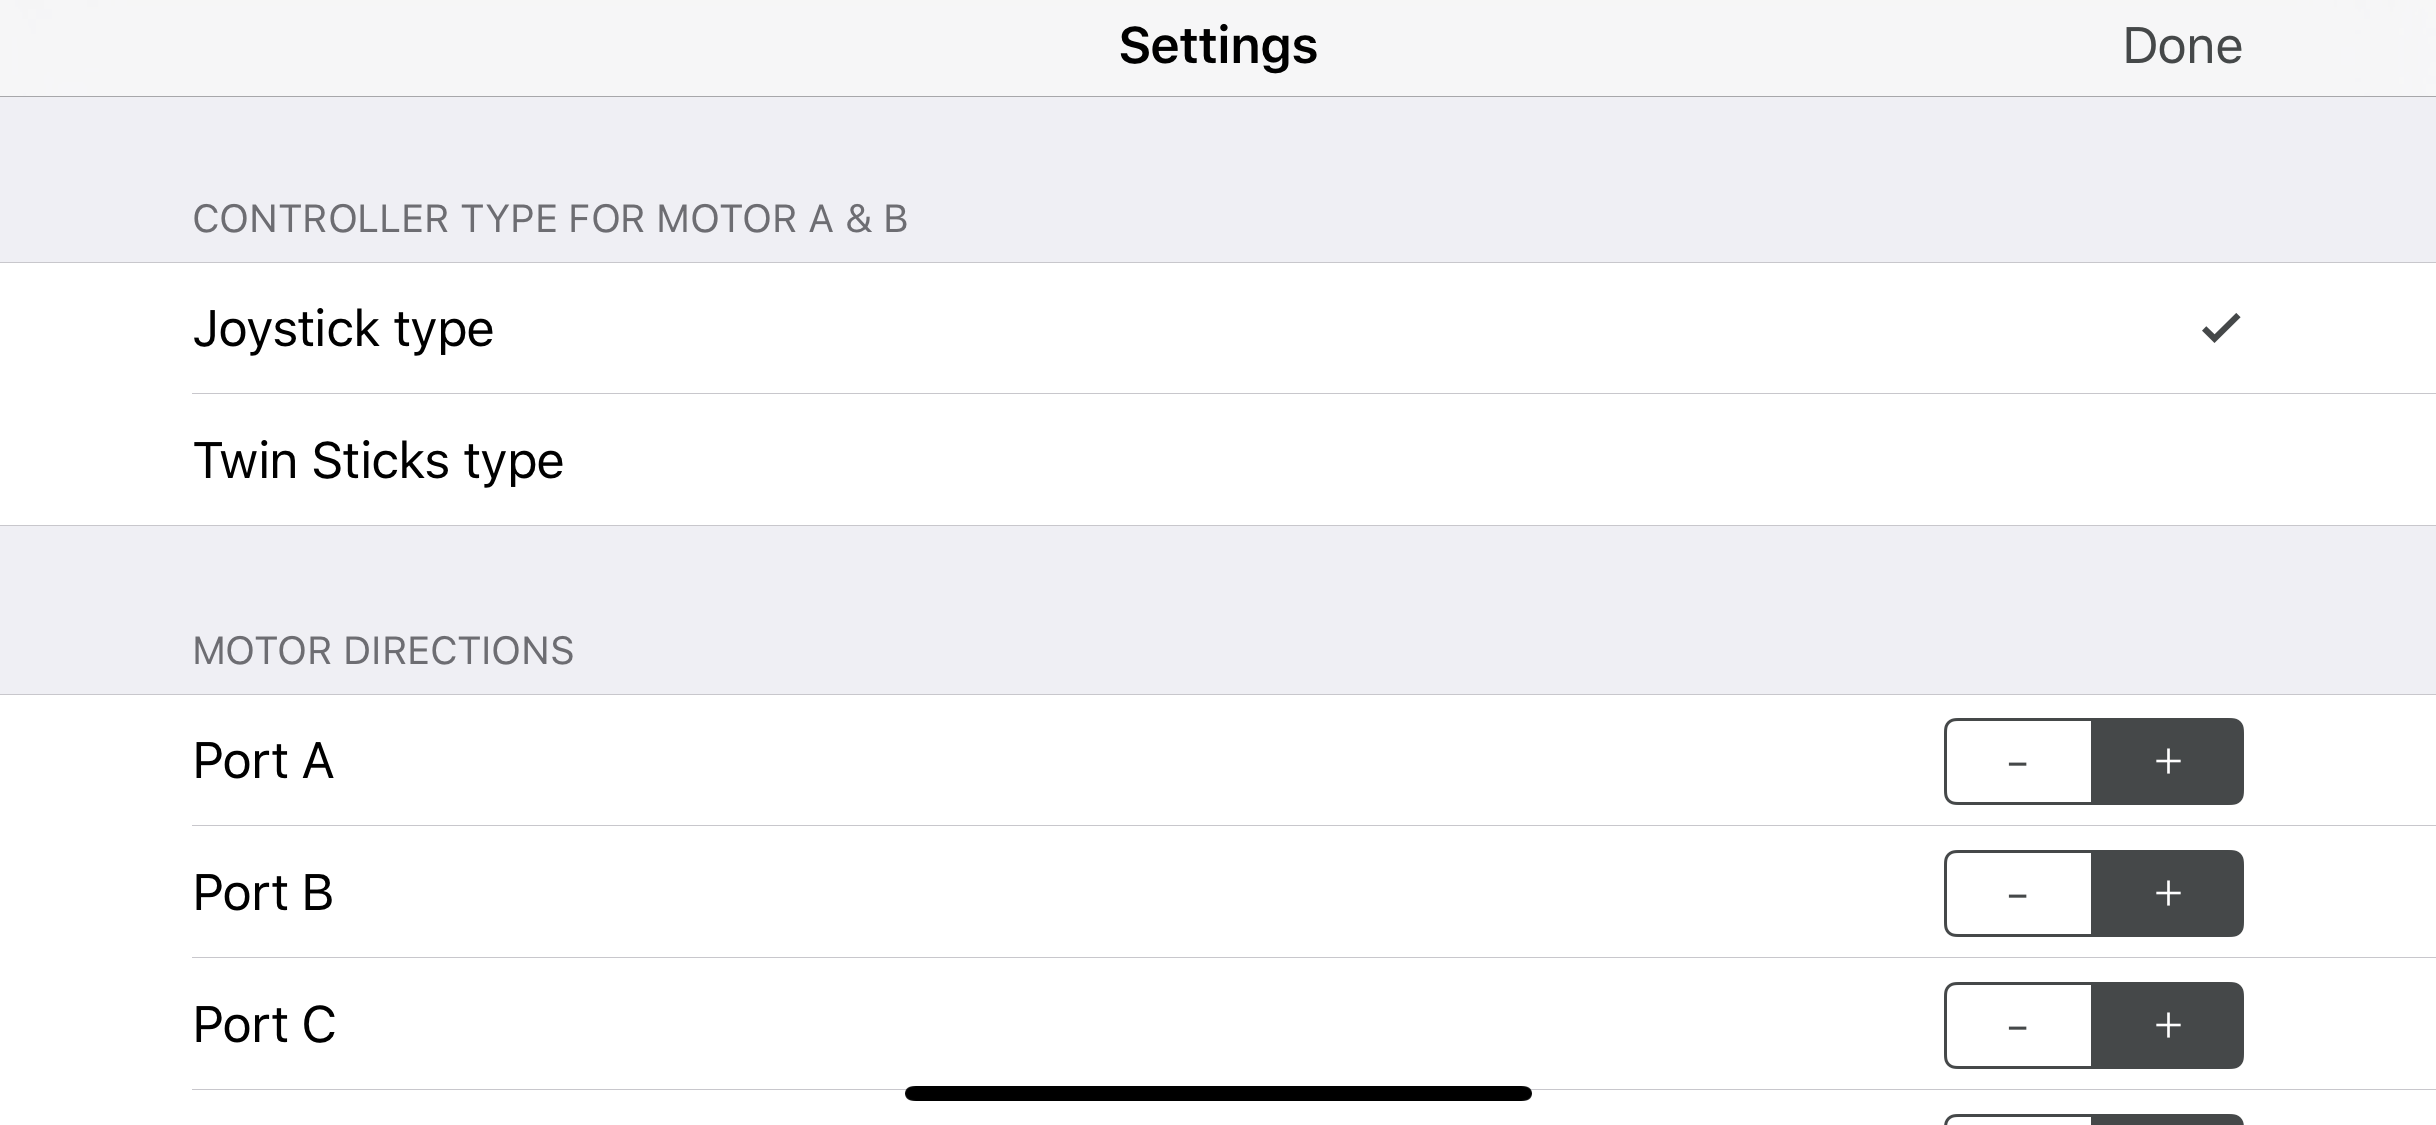 Settings
Done
CONTROLLER TYPE FOR MOTOR A & B
Joystick type
Twin Sticks type
MOTOR DIRECTIONS
Port A
- +
Port B
- +
Port C
- +